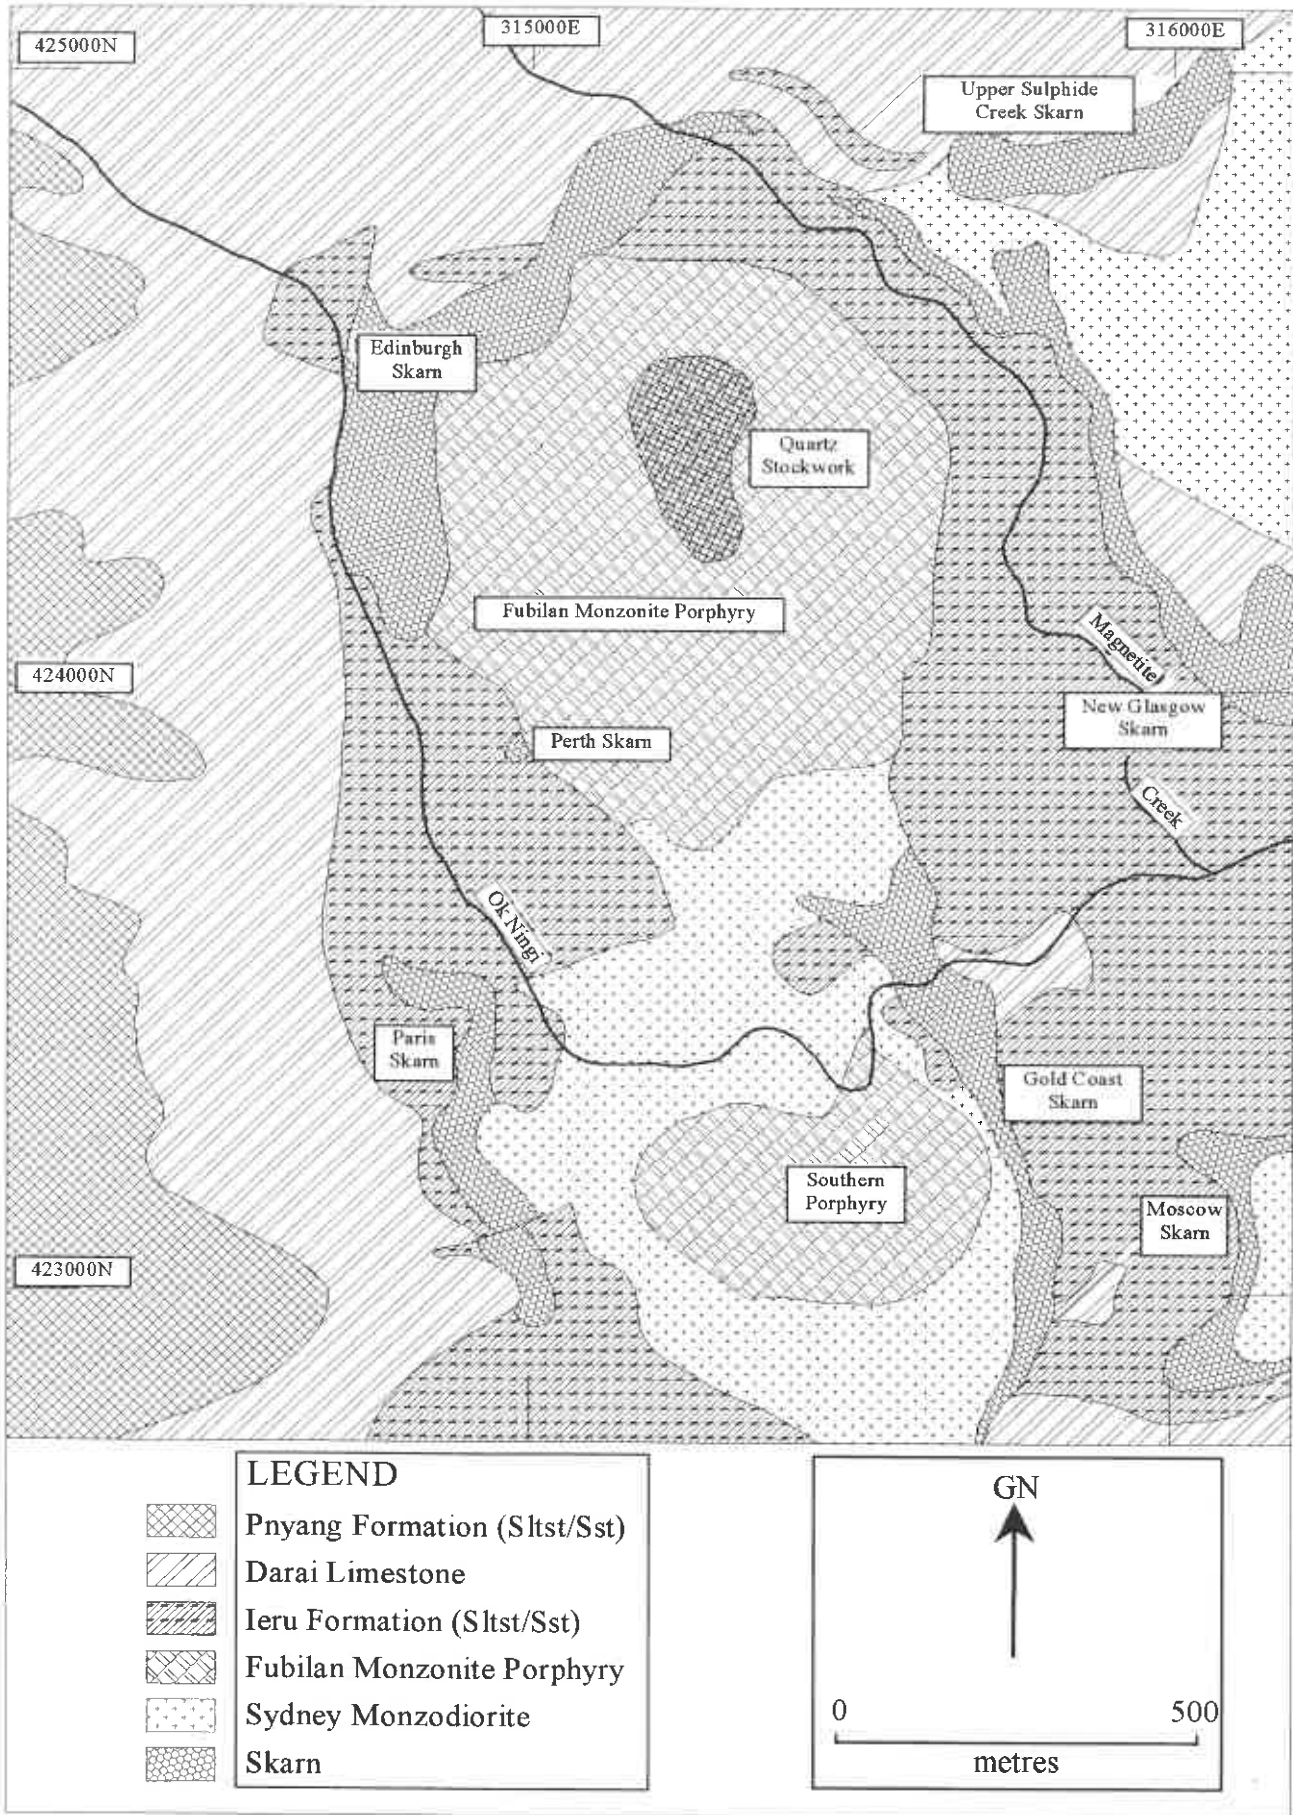 315000E
316000E
425000N
Upper Sulphide
Creek Skarn
Edinburgh
Skarn
Quartz
Stockwork
Fubilan Monzonite Porphyry
Magnetite
424000N
New Glasgow
Skarn
Perth Skarn
Creek
Ok Ningi
Paris
Skarn
Gold Coast
Skarn
Southern
Porphyry
Moscow
Skarn
423000N
LEGEND
Pnyang Formation (Sltst/Sst)
Darai Limestone
Ieru Formation (Sltst/Sst)
Fubilan Monzonite Porphyry
Sydney Monzodiorite
Skarn
GN
0 500
metres